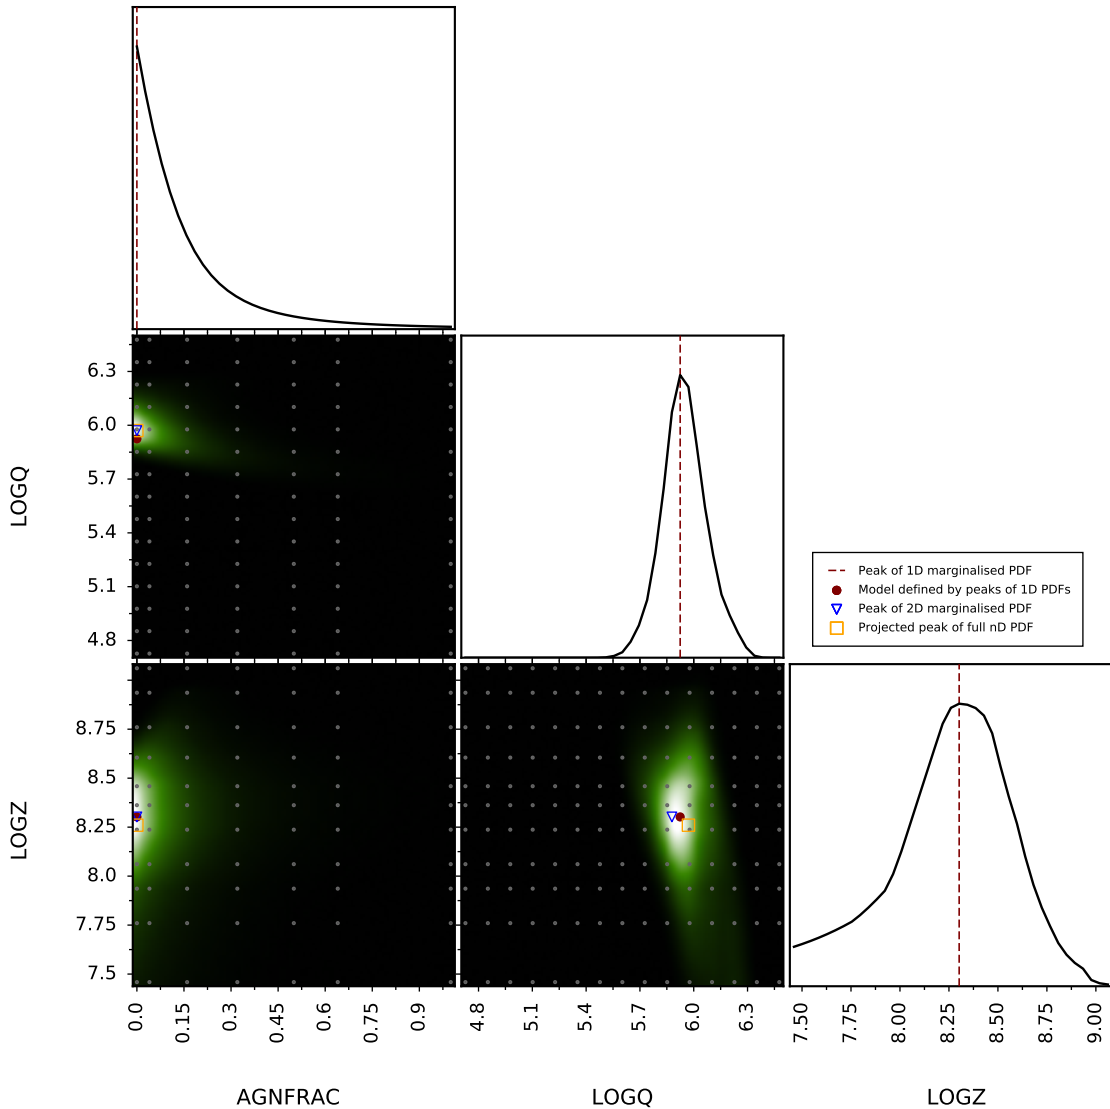 6.3
6.0
5.7
5.4
5.1
4.8
LOGQ
Peak of 1D marginalised PDF
Model defined by peaks of 1D PDFs
Peak of 2D marginalised PDF
Projected peak of full nD PDF
8.75
8.5
8.25
8.0
7.75
7.5
LOGZ
0.0 0.15 0.3 0.45 0.6 0.75 0.9
4.8 5.1 5.4 5.7 6.0 6.3
7.50 7.75 8.00 8.25 8.50 8.75 9.00
AGNFRAC LOGQ LOGZ